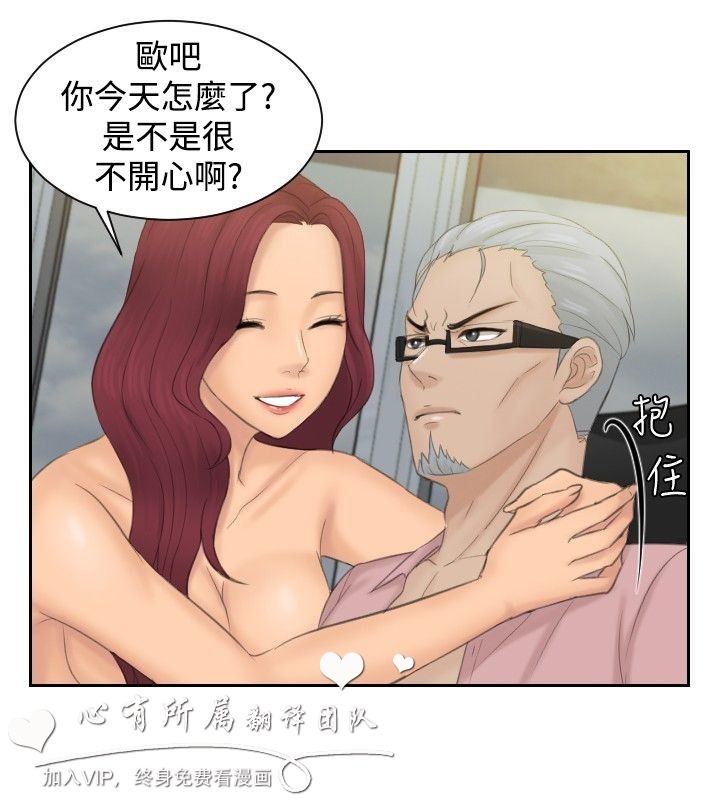 歐吧
你今天怎麼了?
是不是很
不開心啊?
抱
住
心有所属翻译团队
加入VIP，终身免费看漫画